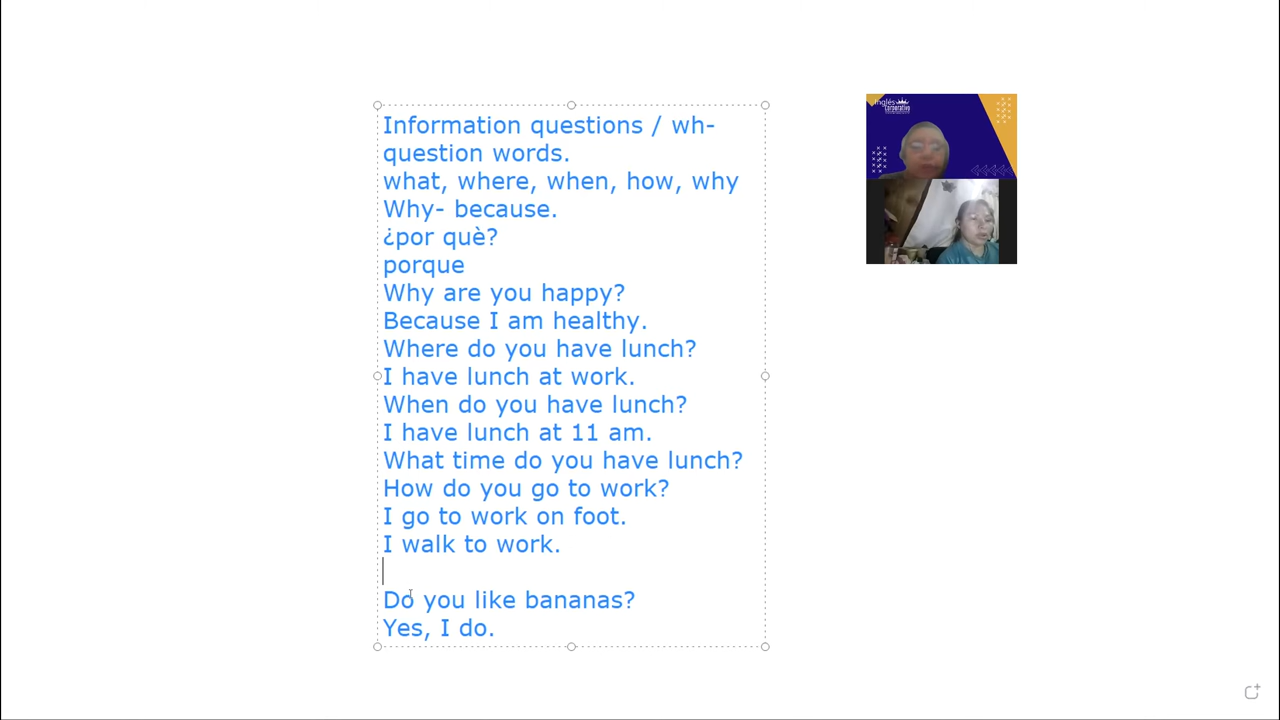 Information questions / wh-
question words.
what, where, when, how, why
Why- because.
¿porquè?
porque
Why are you happy?
Because I am healthy.
Where do you have lunch?
I have lunch at work.
When do you have lunch?
I have lunch at 11 am.
What time do you have lunch?
How do you go to work?
I go to work on foot.
I walk to work.
Do you like bananas?
Yes, I do.
Inglés
Corporativo